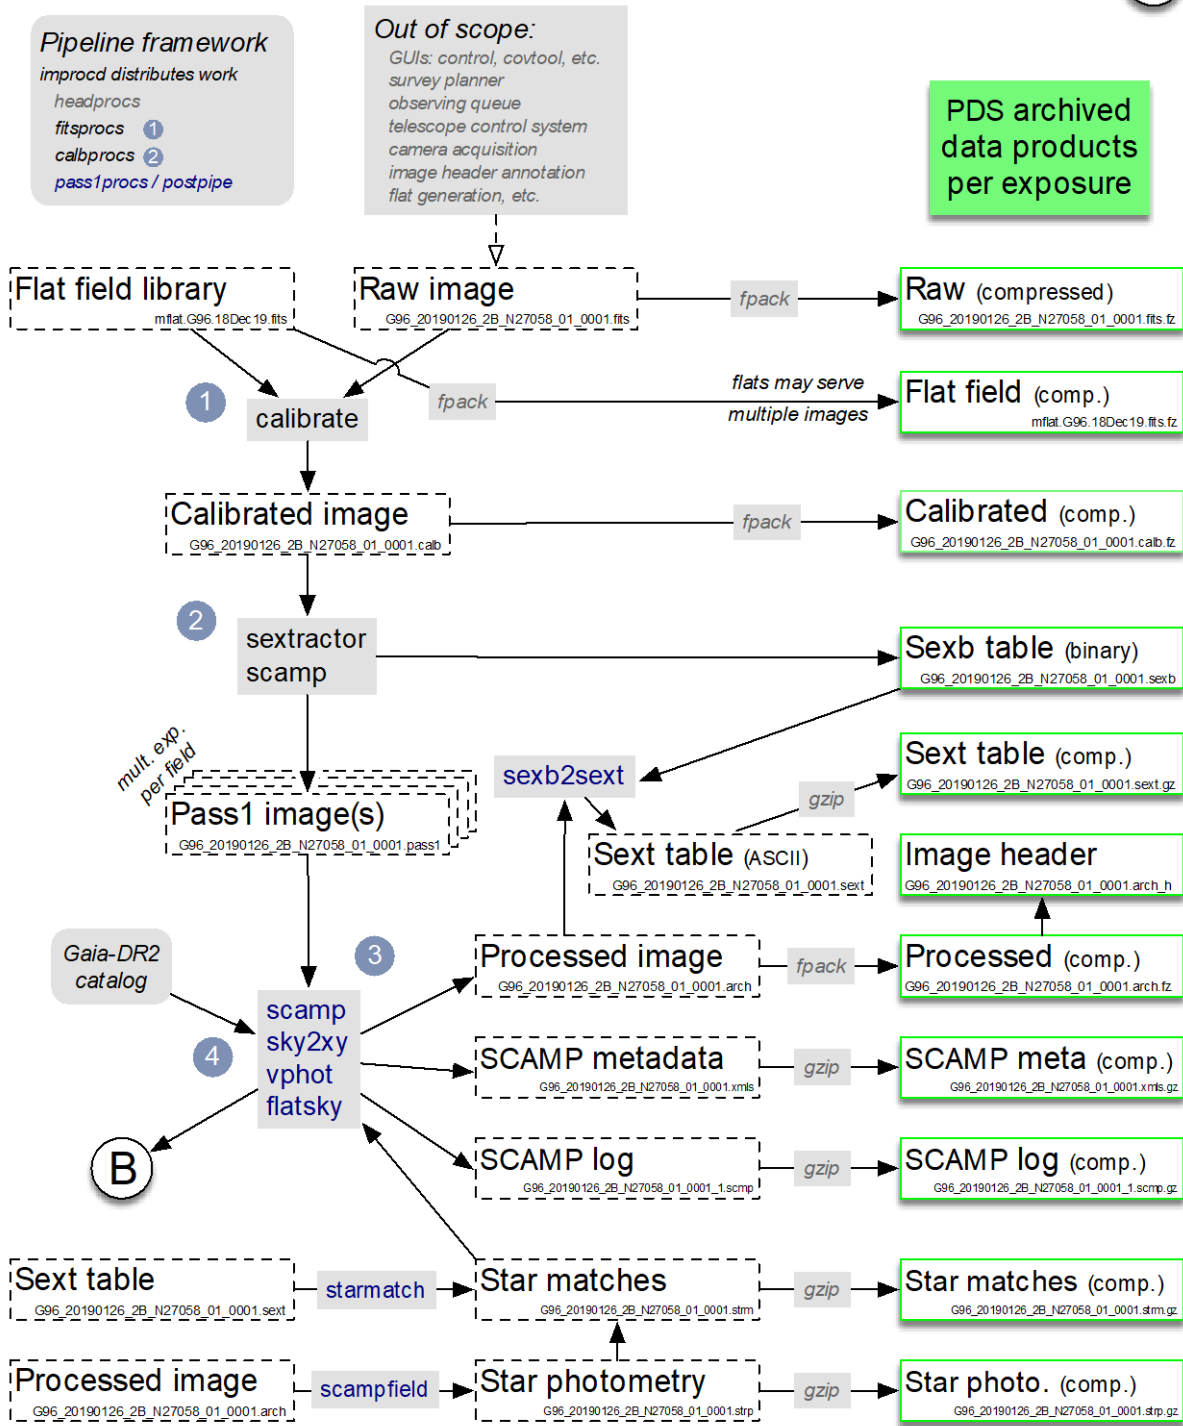 Pipeline framework
improcd distributes work
headprocs
fitsprocs 1
calbprocs 2
pass1procs / postpipe
Out of scope:
GUIs: control, covtool, etc.
survey planner
observing queue
telescope control system
camera acquisition
image header annotation
flat generation, etc.
PDS archived
data products
per exposure
Flat field library
mflat.G96.18Dec19.fits
Raw image
G96_20190126_2B_N27058_01_0001.fits
fpack
Raw (compressed)
G96_20190126_2B_N27058_01_0001.fits.fz
1
calibrate
fpack
flats may serve
multiple images
Flat field (comp.)
mflat.G96.18Dec19.fits.fz
Calibrated image
G96_20190126_2B_N27058_01_0001.calb
fpack
Calibrated (comp.)
G96_20190126_2B_N27058_01_0001.calb.fz
2
sextractor
scamp
Sexb table (binary)
G96_20190126_2B_N27058_01_0001.sexb
mult. exp.
per field
Pass1 image(s)
G96_20190126_2B_N27058_01_0001.pass1
sexb2sext
gzip
Sext table (comp.)
G96_20190126_2B_N27058_01_0001.sext.gz
Sext table (ASCII)
G96_20190126_2B_N27058_01_0001.sext
Image header
G96_20190126_2B_N27058_01_0001.arch_h
Gaia-DR2
catalog
3
Processed image
G96_20190126_2B_N27058_01_0001.arch
fpack
Processed (comp.)
G96_20190126_2B_N27058_01_0001.arch.fz
4
scamp
sky2xy
vphot
flatsky
SCAMP metadata
G96_20190126_2B_N27058_01_0001.xmls
gzip
SCAMP meta (comp.)
G96_20190126_2B_N27058_01_0001.xmls.gz
B
SCAMP log
G96_20190126_2B_N27058_01_0001_1.scmp
gzip
SCAMP log (comp.)
G96_20190126_2B_N27058_01_0001_1.scmp.gz
Sext table
G96_20190126_2B_N27058_01_0001.sext
starmatch
Star matches
G96_20190126_2B_N27058_01_0001.strm
gzip
Star matches (comp.)
G96_20190126_2B_N27058_01_0001.strm.gz
Processed image
G96_20190126_2B_N27058_01_0001.arch
scampfield
Star photometry
G96_20190126_2B_N27058_01_0001.strp
gzip
Star photo. (comp.)
G96_20190126_2B_N27058_01_0001.strp.gz